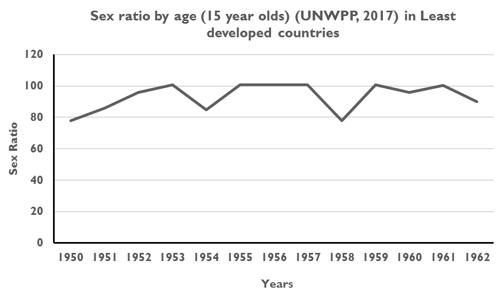 Sex ratio by age (15 year olds) (UNWPP, 2017) in Least
developed countries
120
100
80
60
40
20
0
Sex Ratio
1950 1951 1952 1953 1954 1955 1956 1957 1958 1959 1960 1961 1962
Years